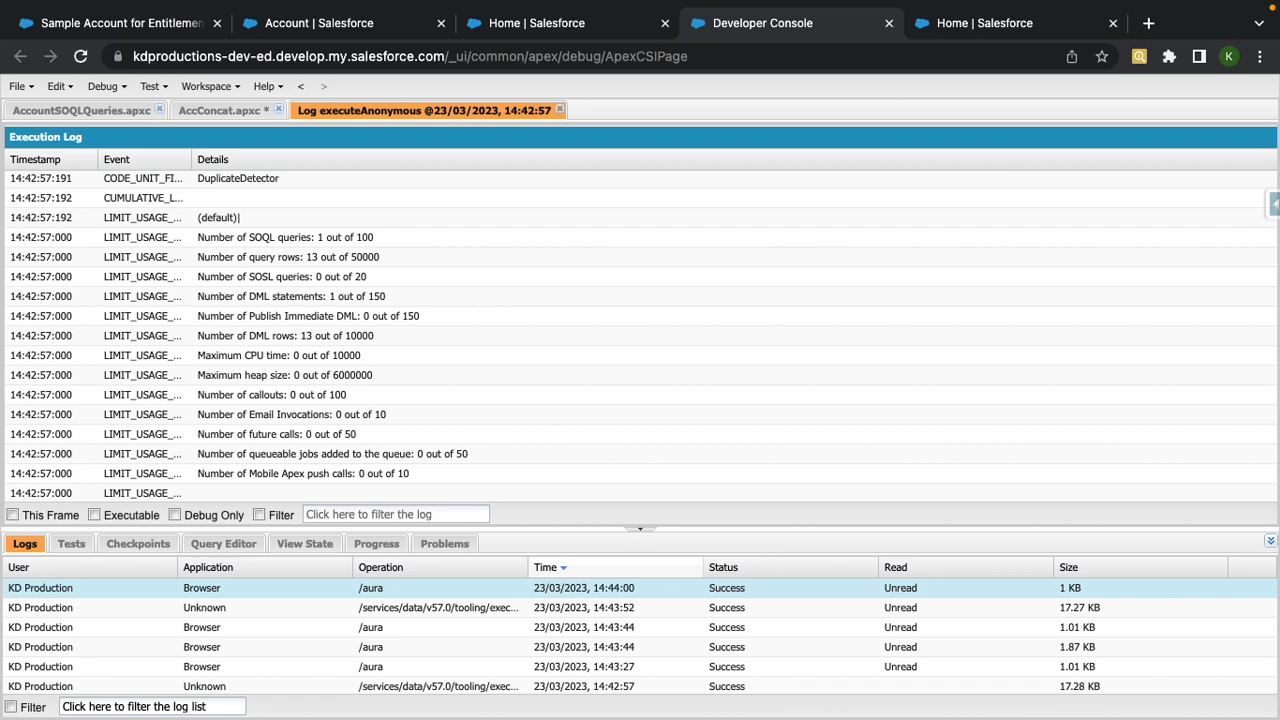 Sample Account for Entitlemen
Account | Salesforce
Home | Salesforce
Developer Console
Home | Salesforce
kdproductions-dev-ed.develop.my.salesforce.com/_ui/common/apex/debug/ApexCSIPage
K
File Edit Debug Test Workspace Help < >
AccountSOQLQueries.apxc
AccConcat.apxc *
Log executeAnonymous @23/03/2023, 14:42:57
Execution Log
Timestamp Event Details
14:42:57:191 CODE_UNIT_FI... DuplicateDetector
14:42:57:192 CUMULATIVE_L...
14:42:57:192 LIMIT_USAGE_... (default)|
14:42:57:000 LIMIT_USAGE_... Number of SOQL queries: 1 out of 100
14:42:57:000 LIMIT_USAGE_... Number of query rows: 13 out of 50000
14:42:57:000 LIMIT_USAGE_... Number of SOSL queries: 0 out of 20
14:42:57:000 LIMIT_USAGE_... Number of DML statements: 1 out of 150
14:42:57:000 LIMIT_USAGE_... Number of Publish Immediate DML: 0 out of 150
14:42:57:000 LIMIT_USAGE_... Number of DML rows: 13 out of 10000
14:42:57:000 LIMIT_USAGE_... Maximum CPU time: 0 out of 10000
14:42:57:000 LIMIT_USAGE_... Maximum heap size: 0 out of 6000000
14:42:57:000 LIMIT_USAGE_... Number of callouts: 0 out of 100
14:42:57:000 LIMIT_USAGE_... Number of Email Invocations: 0 out of 10
14:42:57:000 LIMIT_USAGE_... Number of future calls: 0 out of 50
14:42:57:000 LIMIT_USAGE_... Number of queueable jobs added to the queue: 0 out of 50
14:42:57:000 LIMIT_USAGE_... Number of Mobile Apex push calls: 0 out of 10
14:42:57:000 LIMIT_USAGE_...
This Frame Executable Debug Only Filter Click here to filter the log
Logs Tests Checkpoints Query Editor View State Progress Problems
User Application Operation Time Status Read Size
KD Production Browser /aura 23/03/2023, 14:44:00 Success Unread 1 KB
KD Production Unknown /services/data/v57.0/tooling/exec... 23/03/2023, 14:43:52 Success Unread 17.27 KB
KD Production Browser /aura 23/03/2023, 14:43:44 Success Unread 1.01 KB
KD Production Browser /aura 23/03/2023, 14:43:44 Success Unread 1.87 KB
KD Production Browser /aura 23/03/2023, 14:43:27 Success Unread 1.01 KB
KD Production Unknown /services/data/v57.0/tooling/exec... 23/03/2023, 14:42:57 Success 17.28 KB
Filter Click here to filter the log list